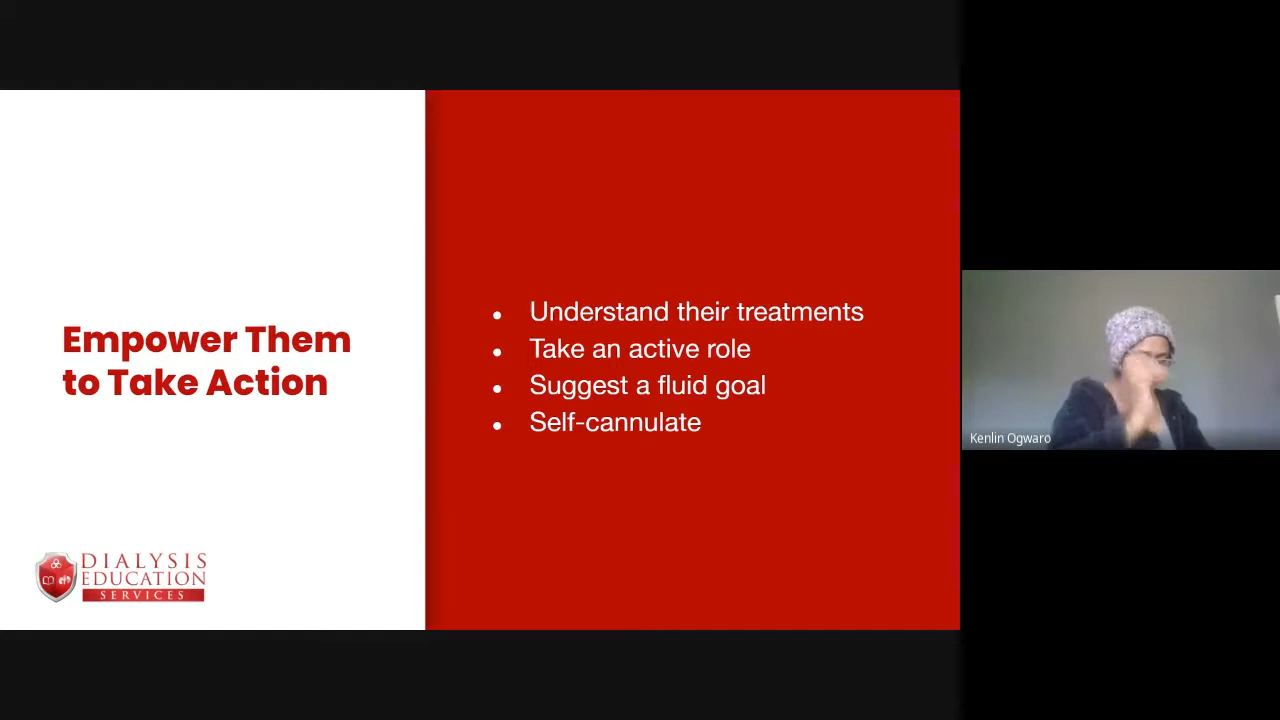 Empower Them
to Take Action
• Understand their treatments
• Take an active role
• Suggest a fluid goal
• Self-cannulate
DIALYSIS
EDUCATION
SERVICES
Kenlin Ogwaro